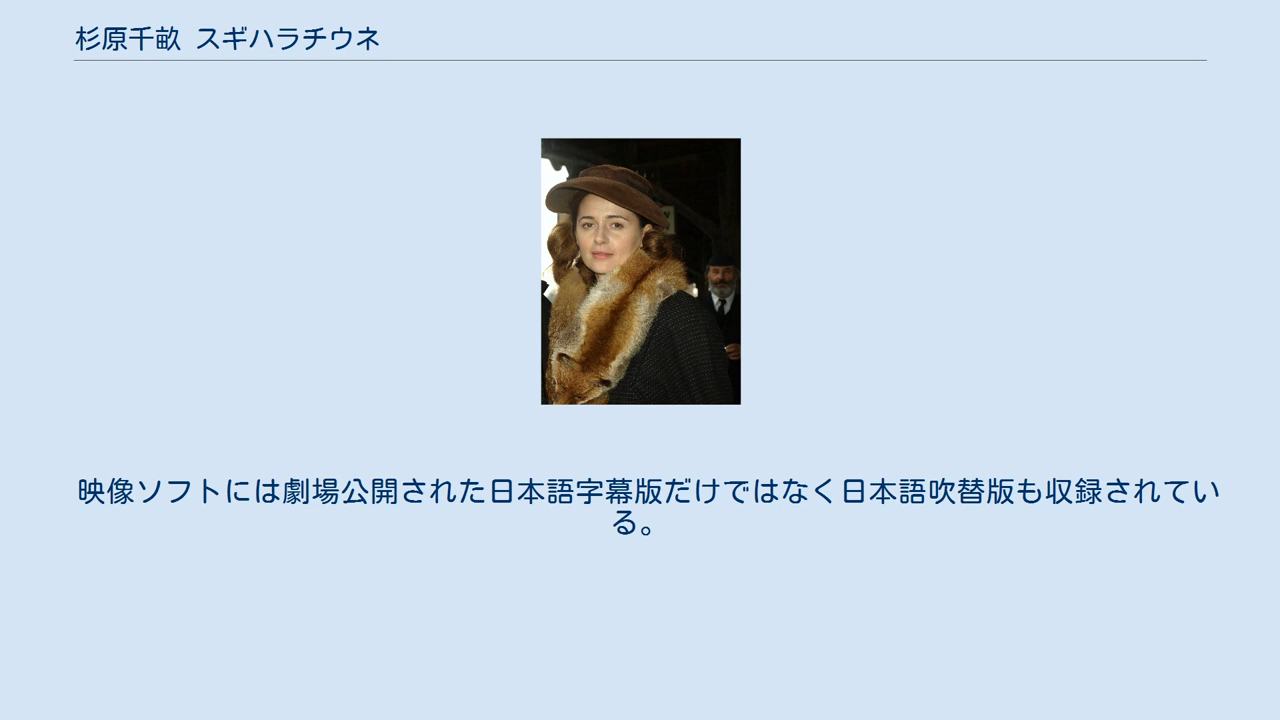 杉原千畝 スギハラチウネ
映像ソフトには劇場公開された日本語字幕版だけではなく日本語吹替版も収録されてい
る。